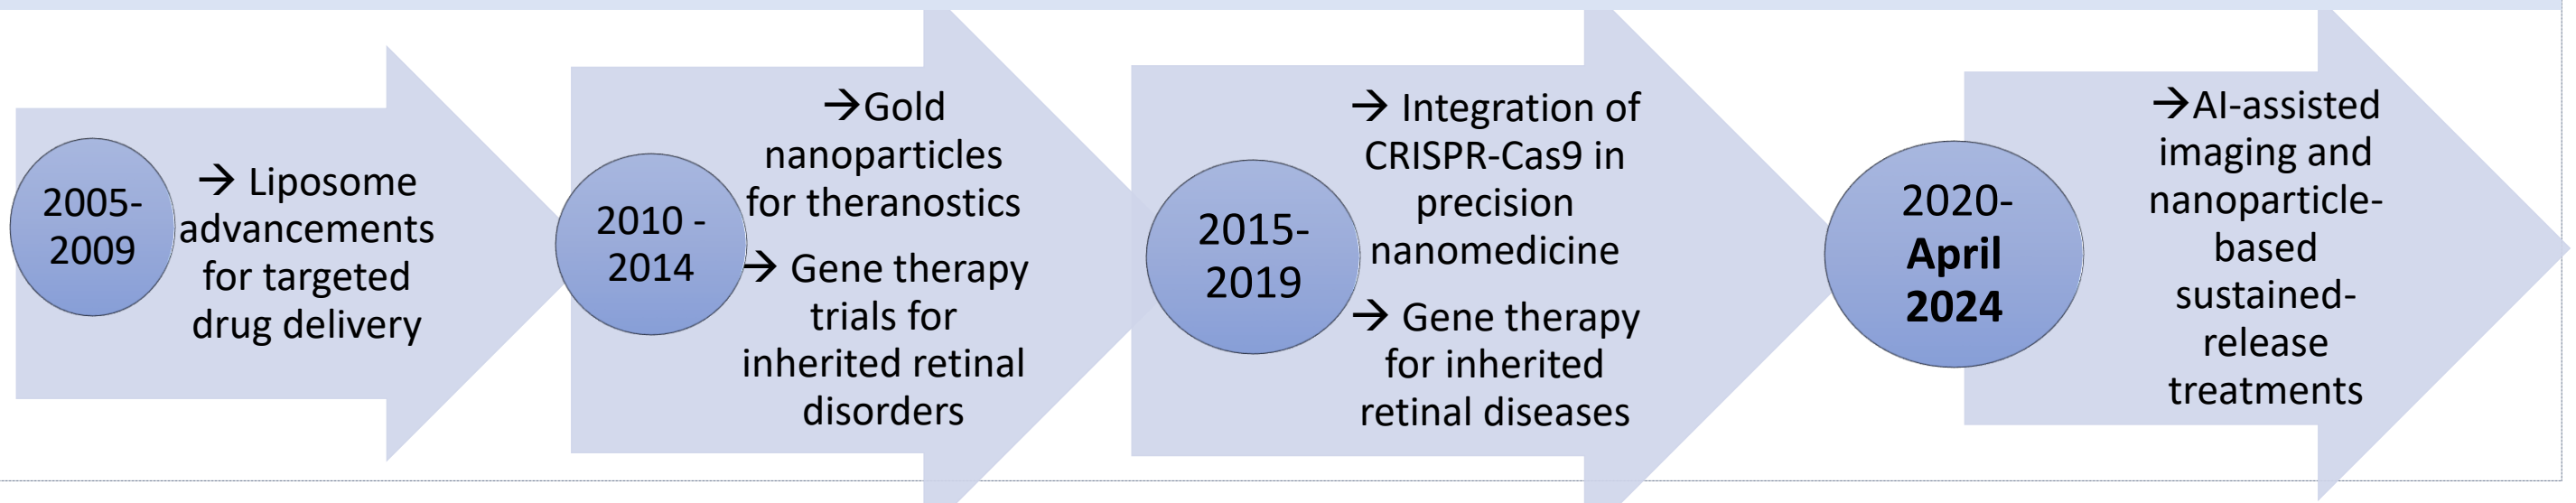 2005-
2009
→ Liposome
advancements
for targeted
drug delivery
2010 -
2014
→Gold
nanoparticles
for theranostics
→ Gene therapy
trials for
inherited retinal
disorders
2015-
2019
→ Integration of
CRISPR-Cas9 in
precision
nanomedicine
→ Gene therapy
for inherited
retinal diseases
2020-
April
2024
→AI-assisted
imaging and
nanoparticle-
based
sustained-
release
treatments